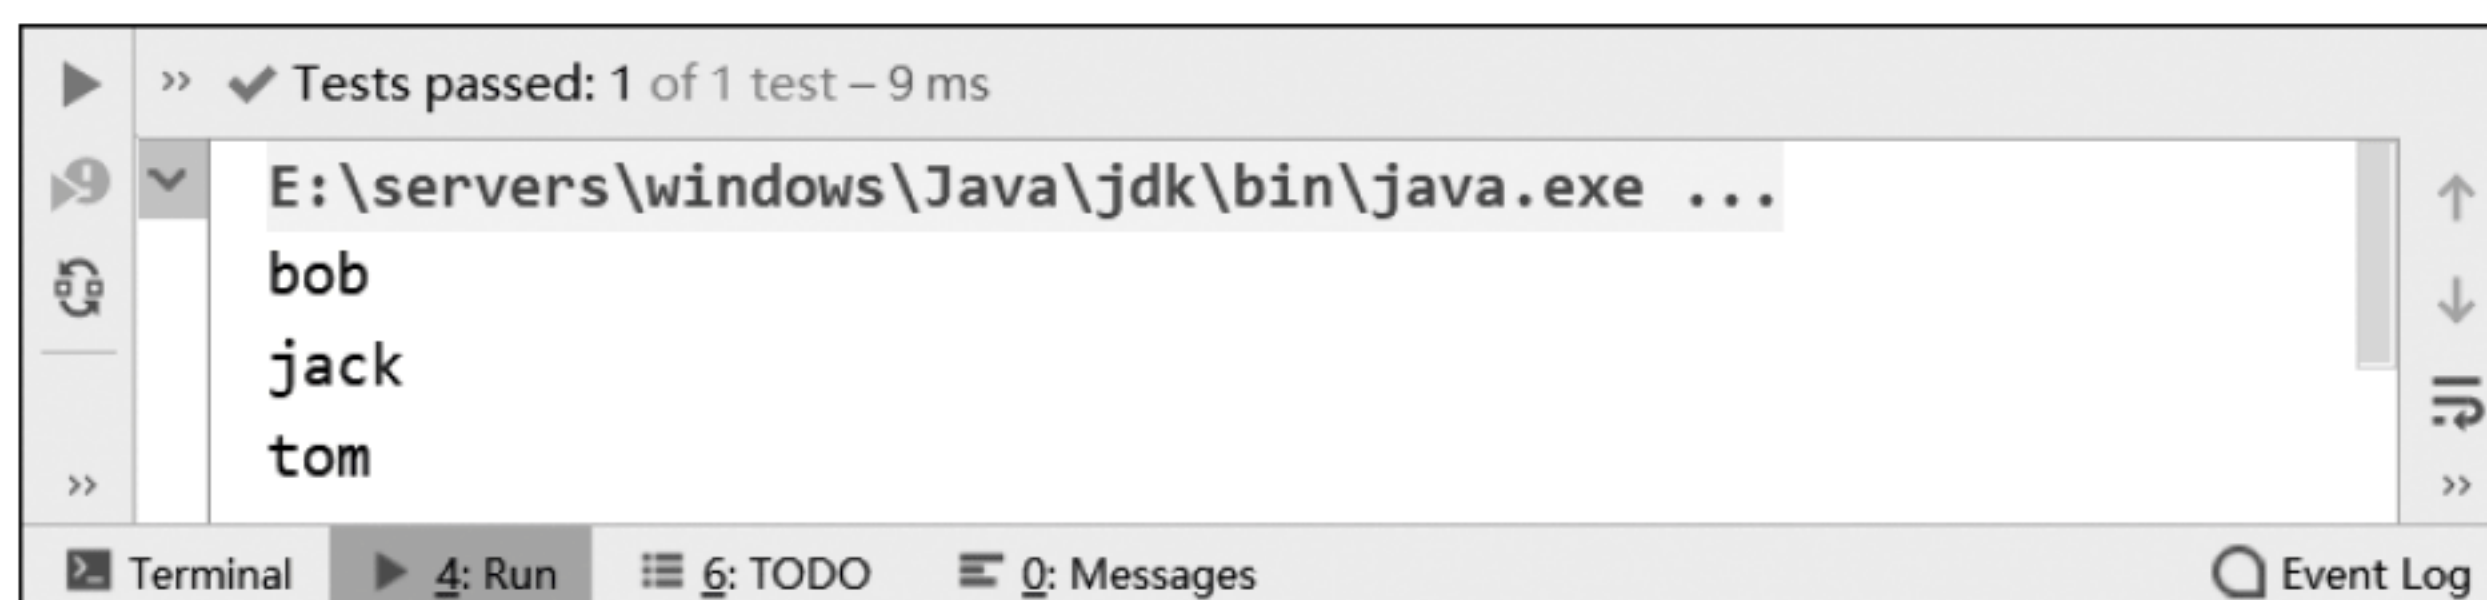 Tests passed: 1 of 1 test – 9 ms
E:\servers\windows\Java\jdk\bin\java.exe ...
bob
jack
tom
Terminal 4: Run 6: TODO 0: Messages Event Log